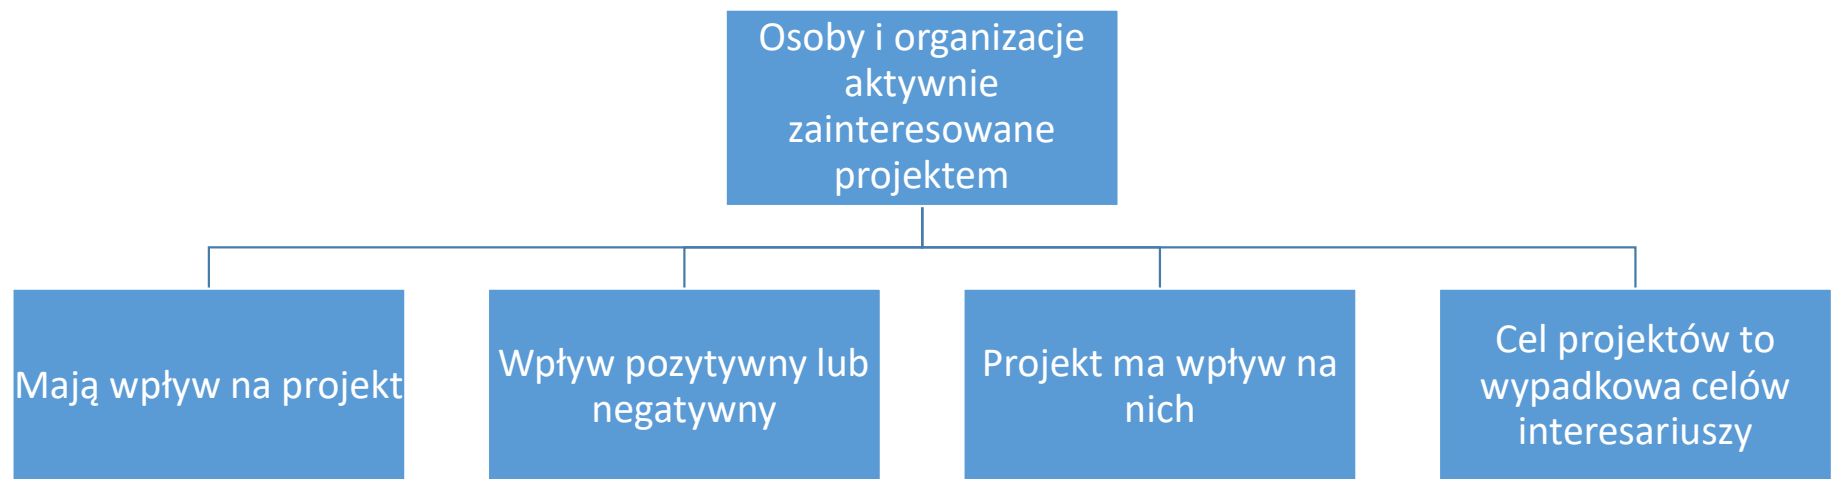 Osoby i organizacje
aktywnie
zainteresowane
projektem
Mają wpływ na projekt
Wpływ pozytywny lub
negatywny
Projekt ma wpływ na
nich
Cel projektów to
wypadkowa celów
interesariuszy